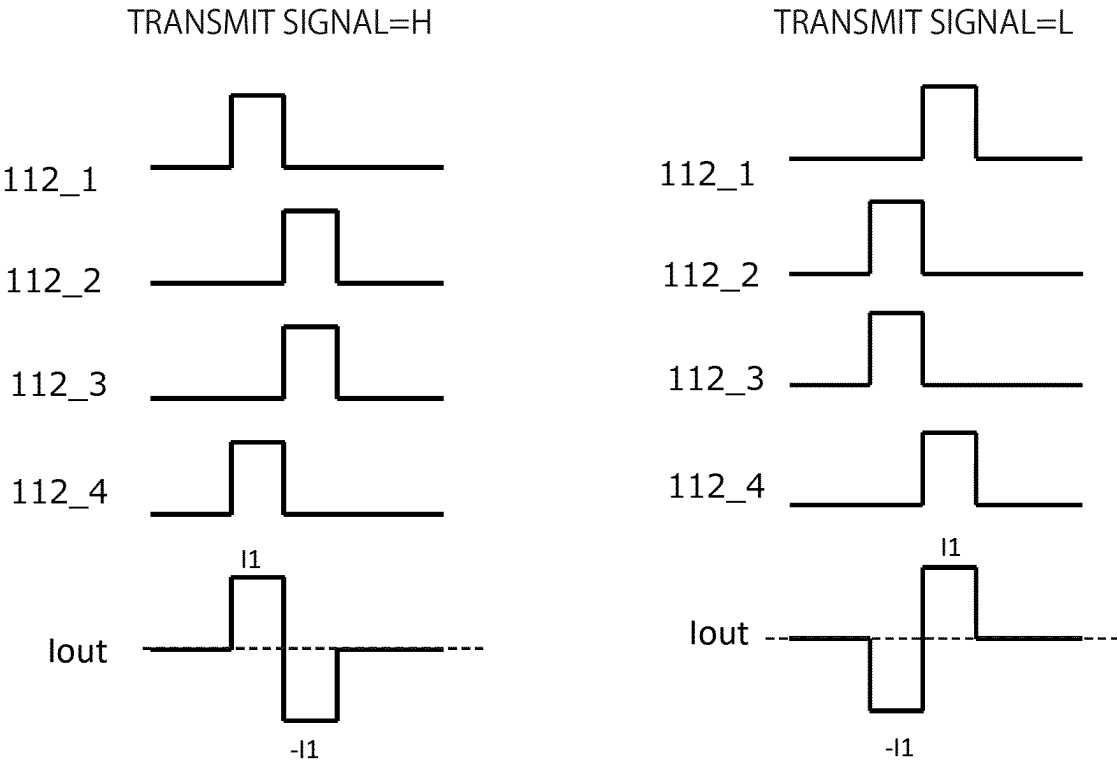 TRANSMIT SIGNAL=H
112_1
112_2
112_3
112_4
I1
Iout
-I1
TRANSMIT SIGNAL=L
112_1
112_2
112_3
112_4
I1
Iout
-I1